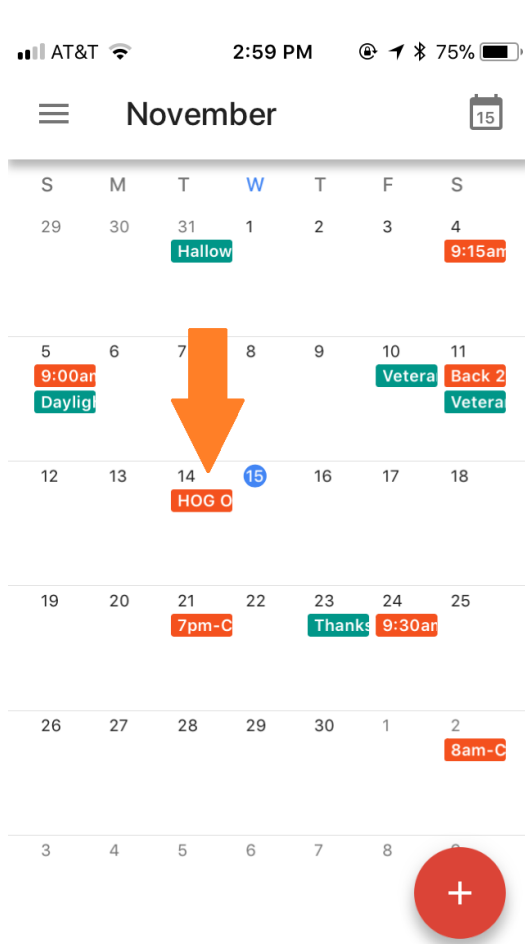 AT&T 2:59 PM 75%
November 15
S M T W T F S
29 30 31 1 2 3 4
Hallow 9:15am
5 6 7 8 9 10 11
9:00an Vetera Back 2
Daylig Vetera
12 13 14 15 16 17 18
HOG O
19 20 21 22 23 24 25
7pm-C Thanks 9:30an
26 27 28 29 30 1 2
8am-C
3 4 5 6 7 8
+